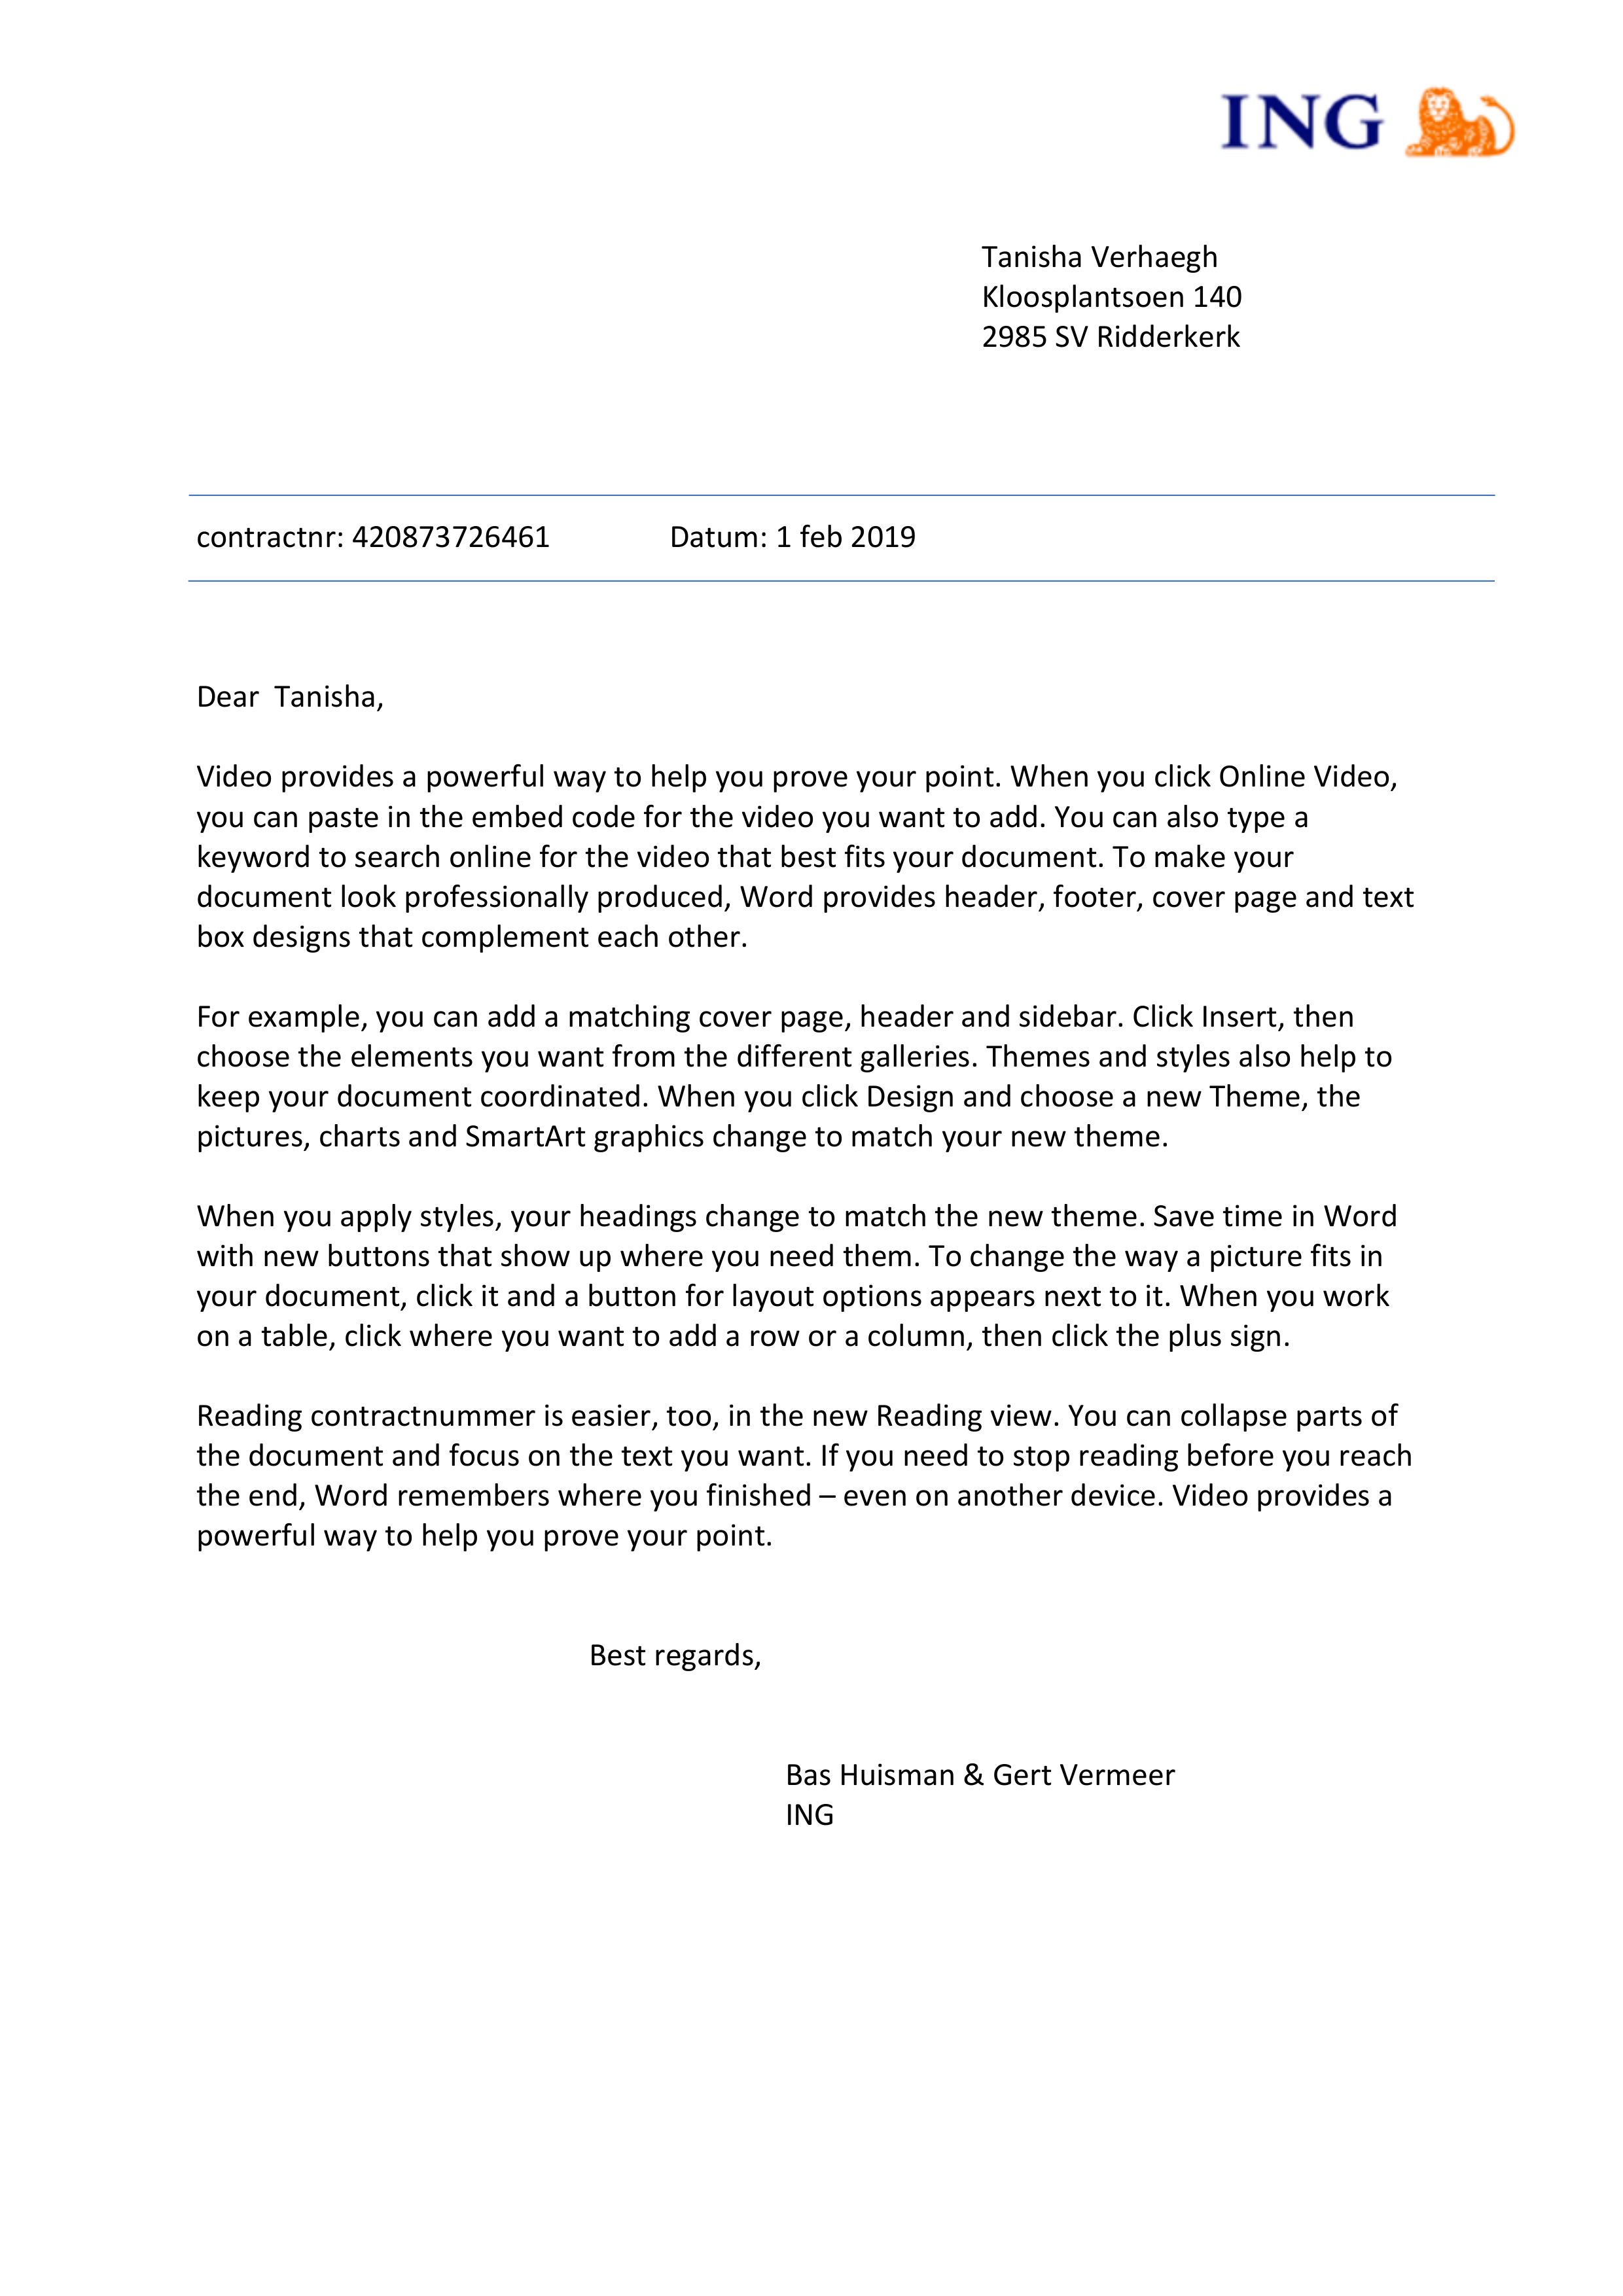 ING
Tanisha Verhaegh
Kloosplantsoen 140
2985 SV Ridderkerk
contractnr: 420873726461 Datum: 1 feb 2019
Dear  Tanisha,
Video provides a powerful way to help you prove your point. When you click Online Video,
you can paste in the embed code for the video you want to add. You can also type a
keyword to search online for the video that best fits your document. To make your
document look professionally produced, Word provides header, footer, cover page and text
box designs that complement each other.
For example, you can add a matching cover page, header and sidebar. Click Insert, then
choose the elements you want from the different galleries. Themes and styles also help to
keep your document coordinated. When you click Design and choose a new Theme, the
pictures, charts and SmartArt graphics change to match your new theme.
When you apply styles, your headings change to match the new theme. Save time in Word
with new buttons that show up where you need them. To change the way a picture fits in
your document, click it and a button for layout options appears next to it. When you work
on a table, click where you want to add a row or a column, then click the plus sign.
Reading contractnummer is easier, too, in the new Reading view. You can collapse parts of
the document and focus on the text you want. If you need to stop reading before you reach
the end, Word remembers where you finished – even on another device. Video provides a
powerful way to help you prove your point.
Best regards,
Bas Huisman & Gert Vermeer
ING